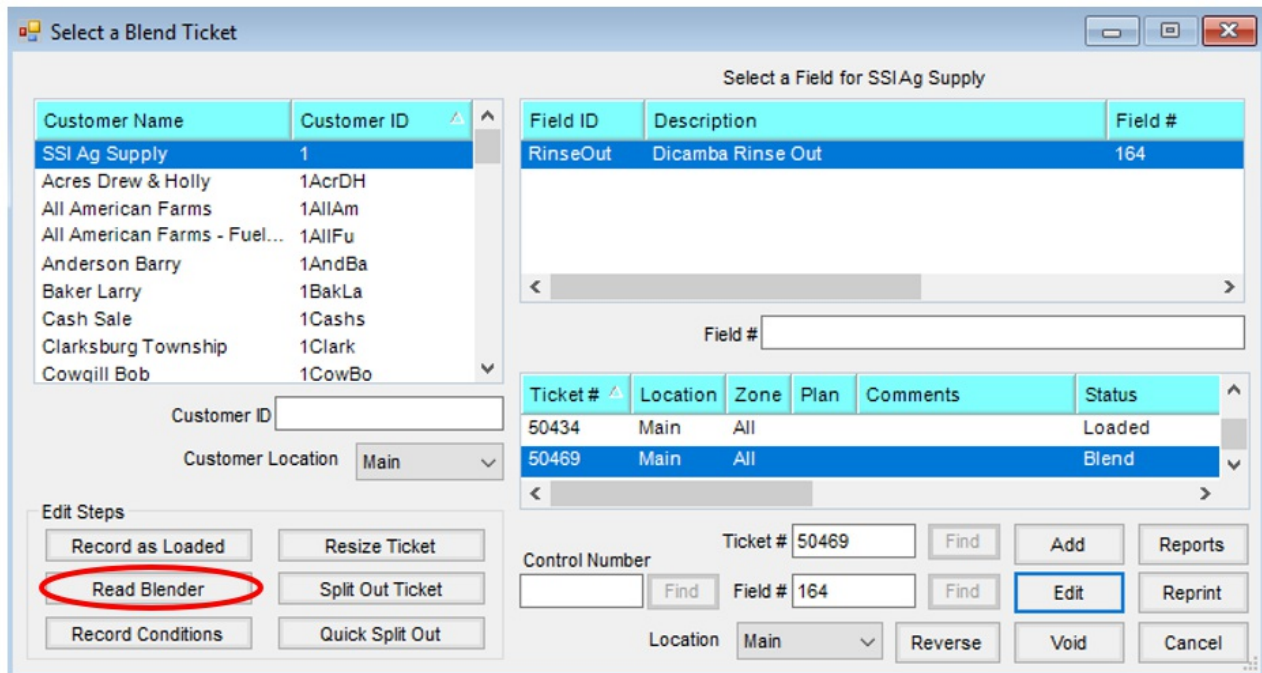 Select a Blend Ticket
Select a Field for SSI Ag Supply
Customer Name Customer ID
SSI Ag Supply 1
Acres Drew & Holly 1AcrDH
All American Farms 1AllAm
All American Farms - Fuel... 1AllFu
Anderson Barry 1AndBa
Baker Larry 1BakLa
Cash Sale 1Cashs
Clarksburg Township 1Clark
Cowgill Bob 1CowBo
Customer ID
Customer Location Main
Field ID Description Field #
RinseOut Dicamba Rinse Out 164
Field #
Ticket # Location Zone Plan Comments Status
50434 Main All Loaded
50469 Main All Blend
Edit Steps
Record as Loaded Resize Ticket
Read Blender Split Out Ticket
Record Conditions Quick Split Out
Control Number
Find
Ticket # 50469 Find
Field # 164 Find
Location Main Reverse
Add Reports
Edit Reprint
Void Cancel